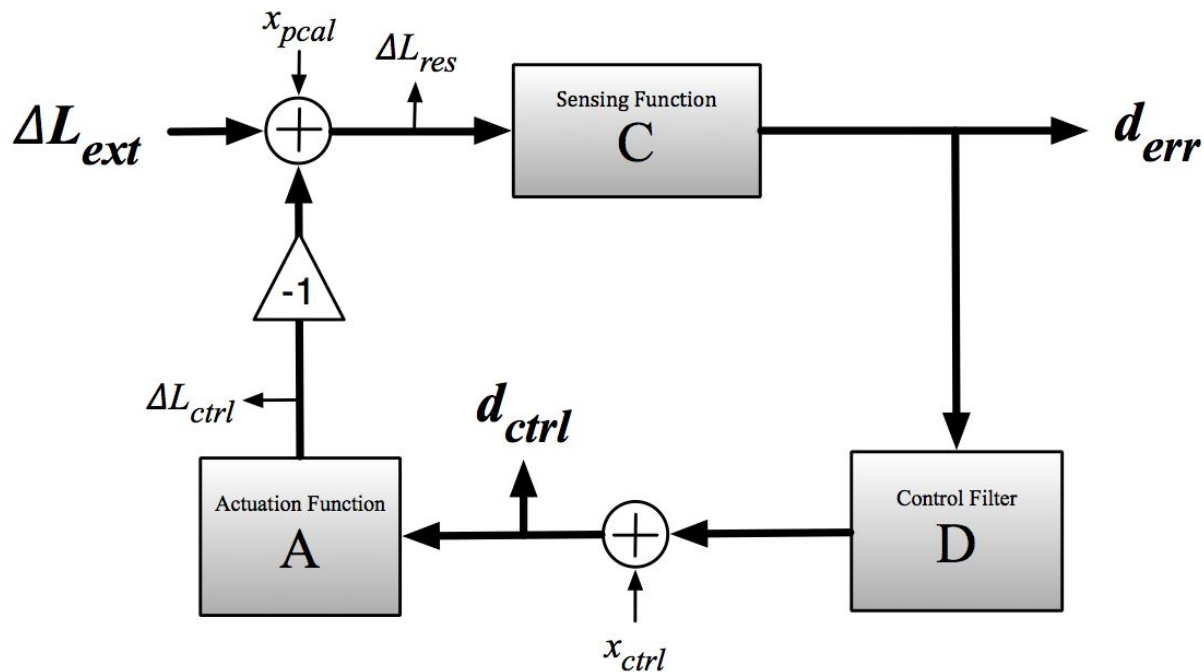 x_pcal
ΔL_res
ΔL_ext
Sensing Function
C
d_err
-1
ΔL_ctrl
d_ctrl
Actuation Function
A
Control Filter
D
x_ctrl